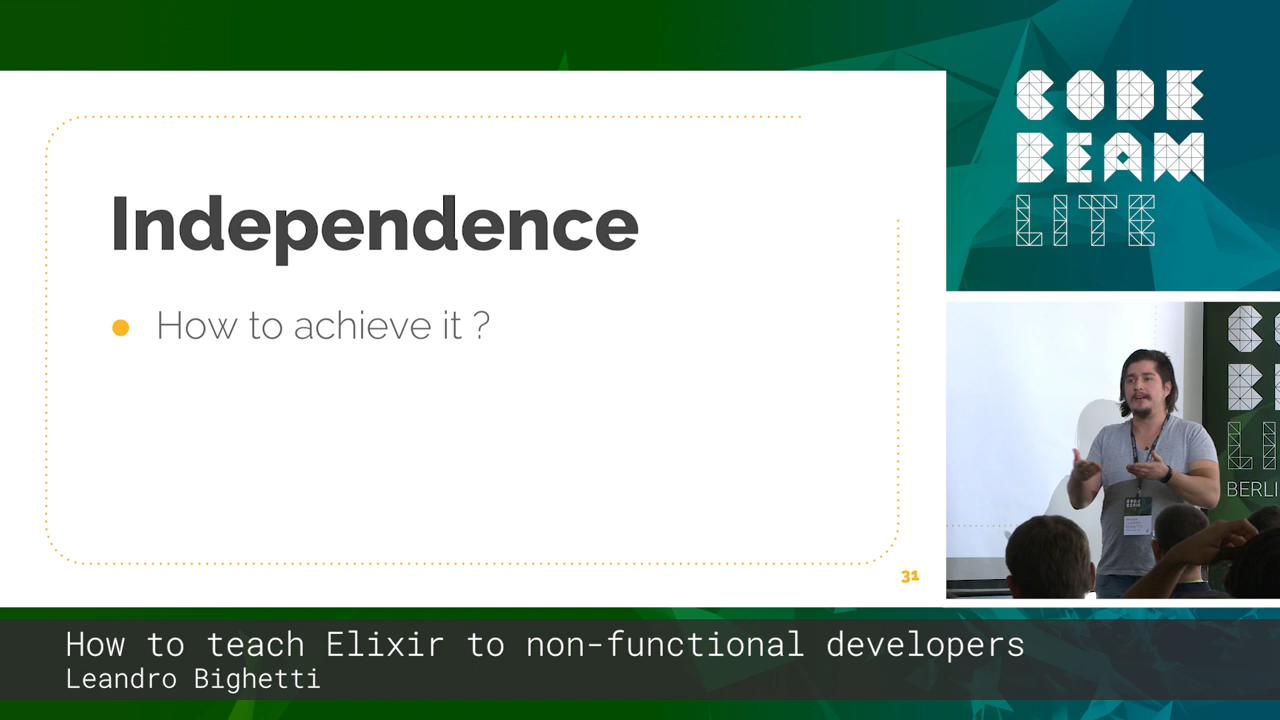 CODE
BEAM
LITE
Independence
How to achieve it ?
31
BERLI
How to teach Elixir to non-functional developers
Leandro Bighetti